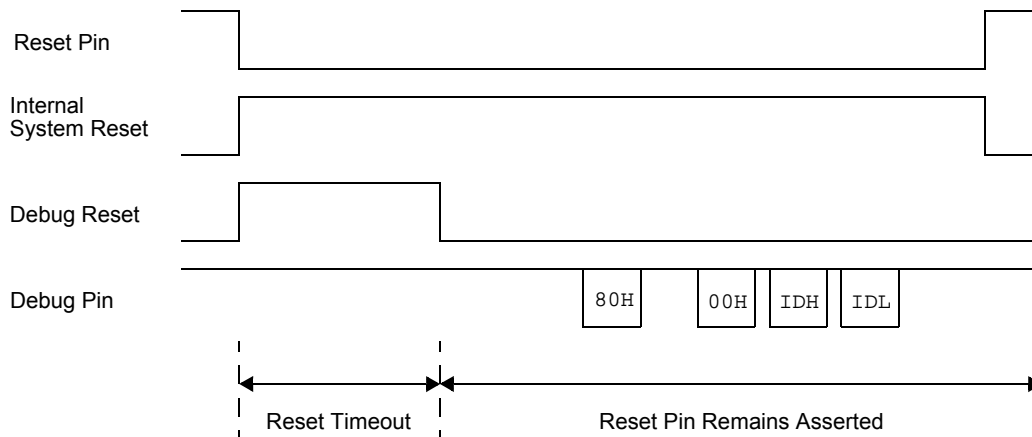 Reset Pin
Internal
System Reset
Debug Reset
Debug Pin
80H
00H
IDH
IDL
Reset Timeout
Reset Pin Remains Asserted